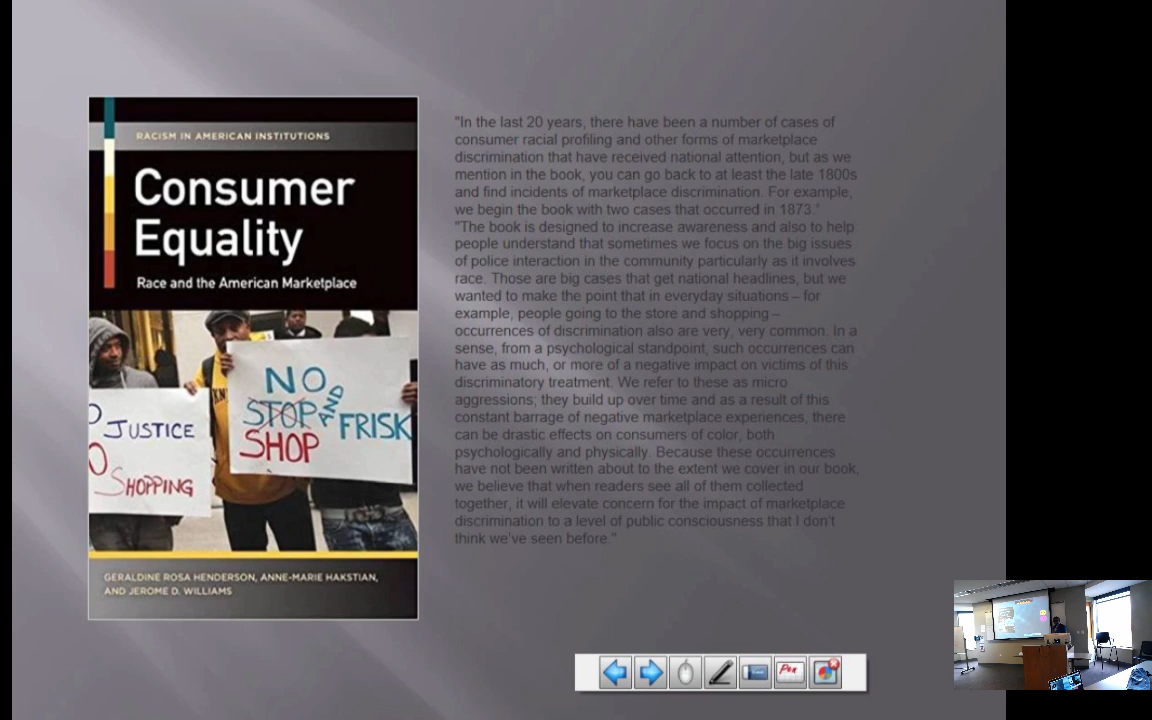 RACISM IN AMERICAN INSTITUTIONS
Consumer
Equality
Race and the American Marketplace
JUSTICE
SHOPPING
NO
STOP AND FRISK
SHOP
GERALDINE ROSA HENDERSON, ANNE-MARIE HAKSTIAN,
AND JEROME D. WILLIAMS
"In the last 20 years, there have been a number of cases of
consumer racial profiling and other forms of marketplace
discrimination that have received national attention, but as we
mention in the book, you can go back to at least the late 1800s
and find incidents of marketplace discrimination. For example,
we begin the book with two cases that occurred in 1873."
"The book is designed to increase awareness and also to help
people understand that sometimes we focus on the big issues
of police interaction in the community particularly as it involves
race. Those are big cases that get national headlines, but we
wanted to make the point that in everyday situations – for
example, people going to the store and shopping –
occurrences of discrimination also are very, very common. In a
sense, from a psychological standpoint, such occurrences can
have as much, or more of a negative impact on victims of this
discriminatory treatment. We refer to these as micro
aggressions; they build up over time and as a result of this
constant barrage of negative marketplace experiences, there
can be drastic effects on consumers of color, both
psychologically and physically. Because these occurrences
have not been written about to the extent we cover in our book,
we believe that when readers see all of them collected
together, it will elevate concern for the impact of marketplace
discrimination to a level of public consciousness that I don't
think we've seen before."
Pen